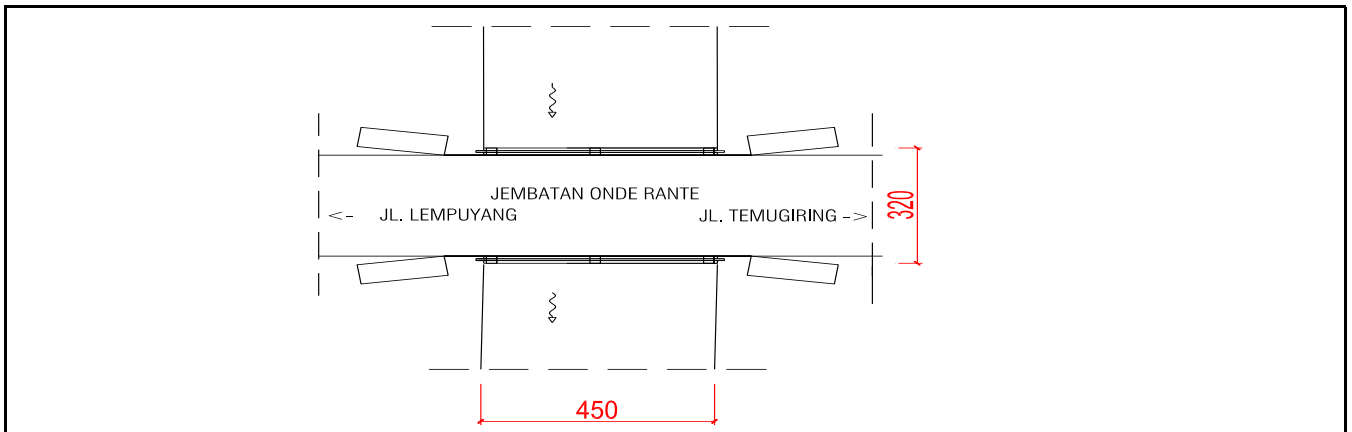 JEMBATAN ONDE RANTE
<- JL. LEMPUYANG
JL. TEMUGIRING ->
320
450